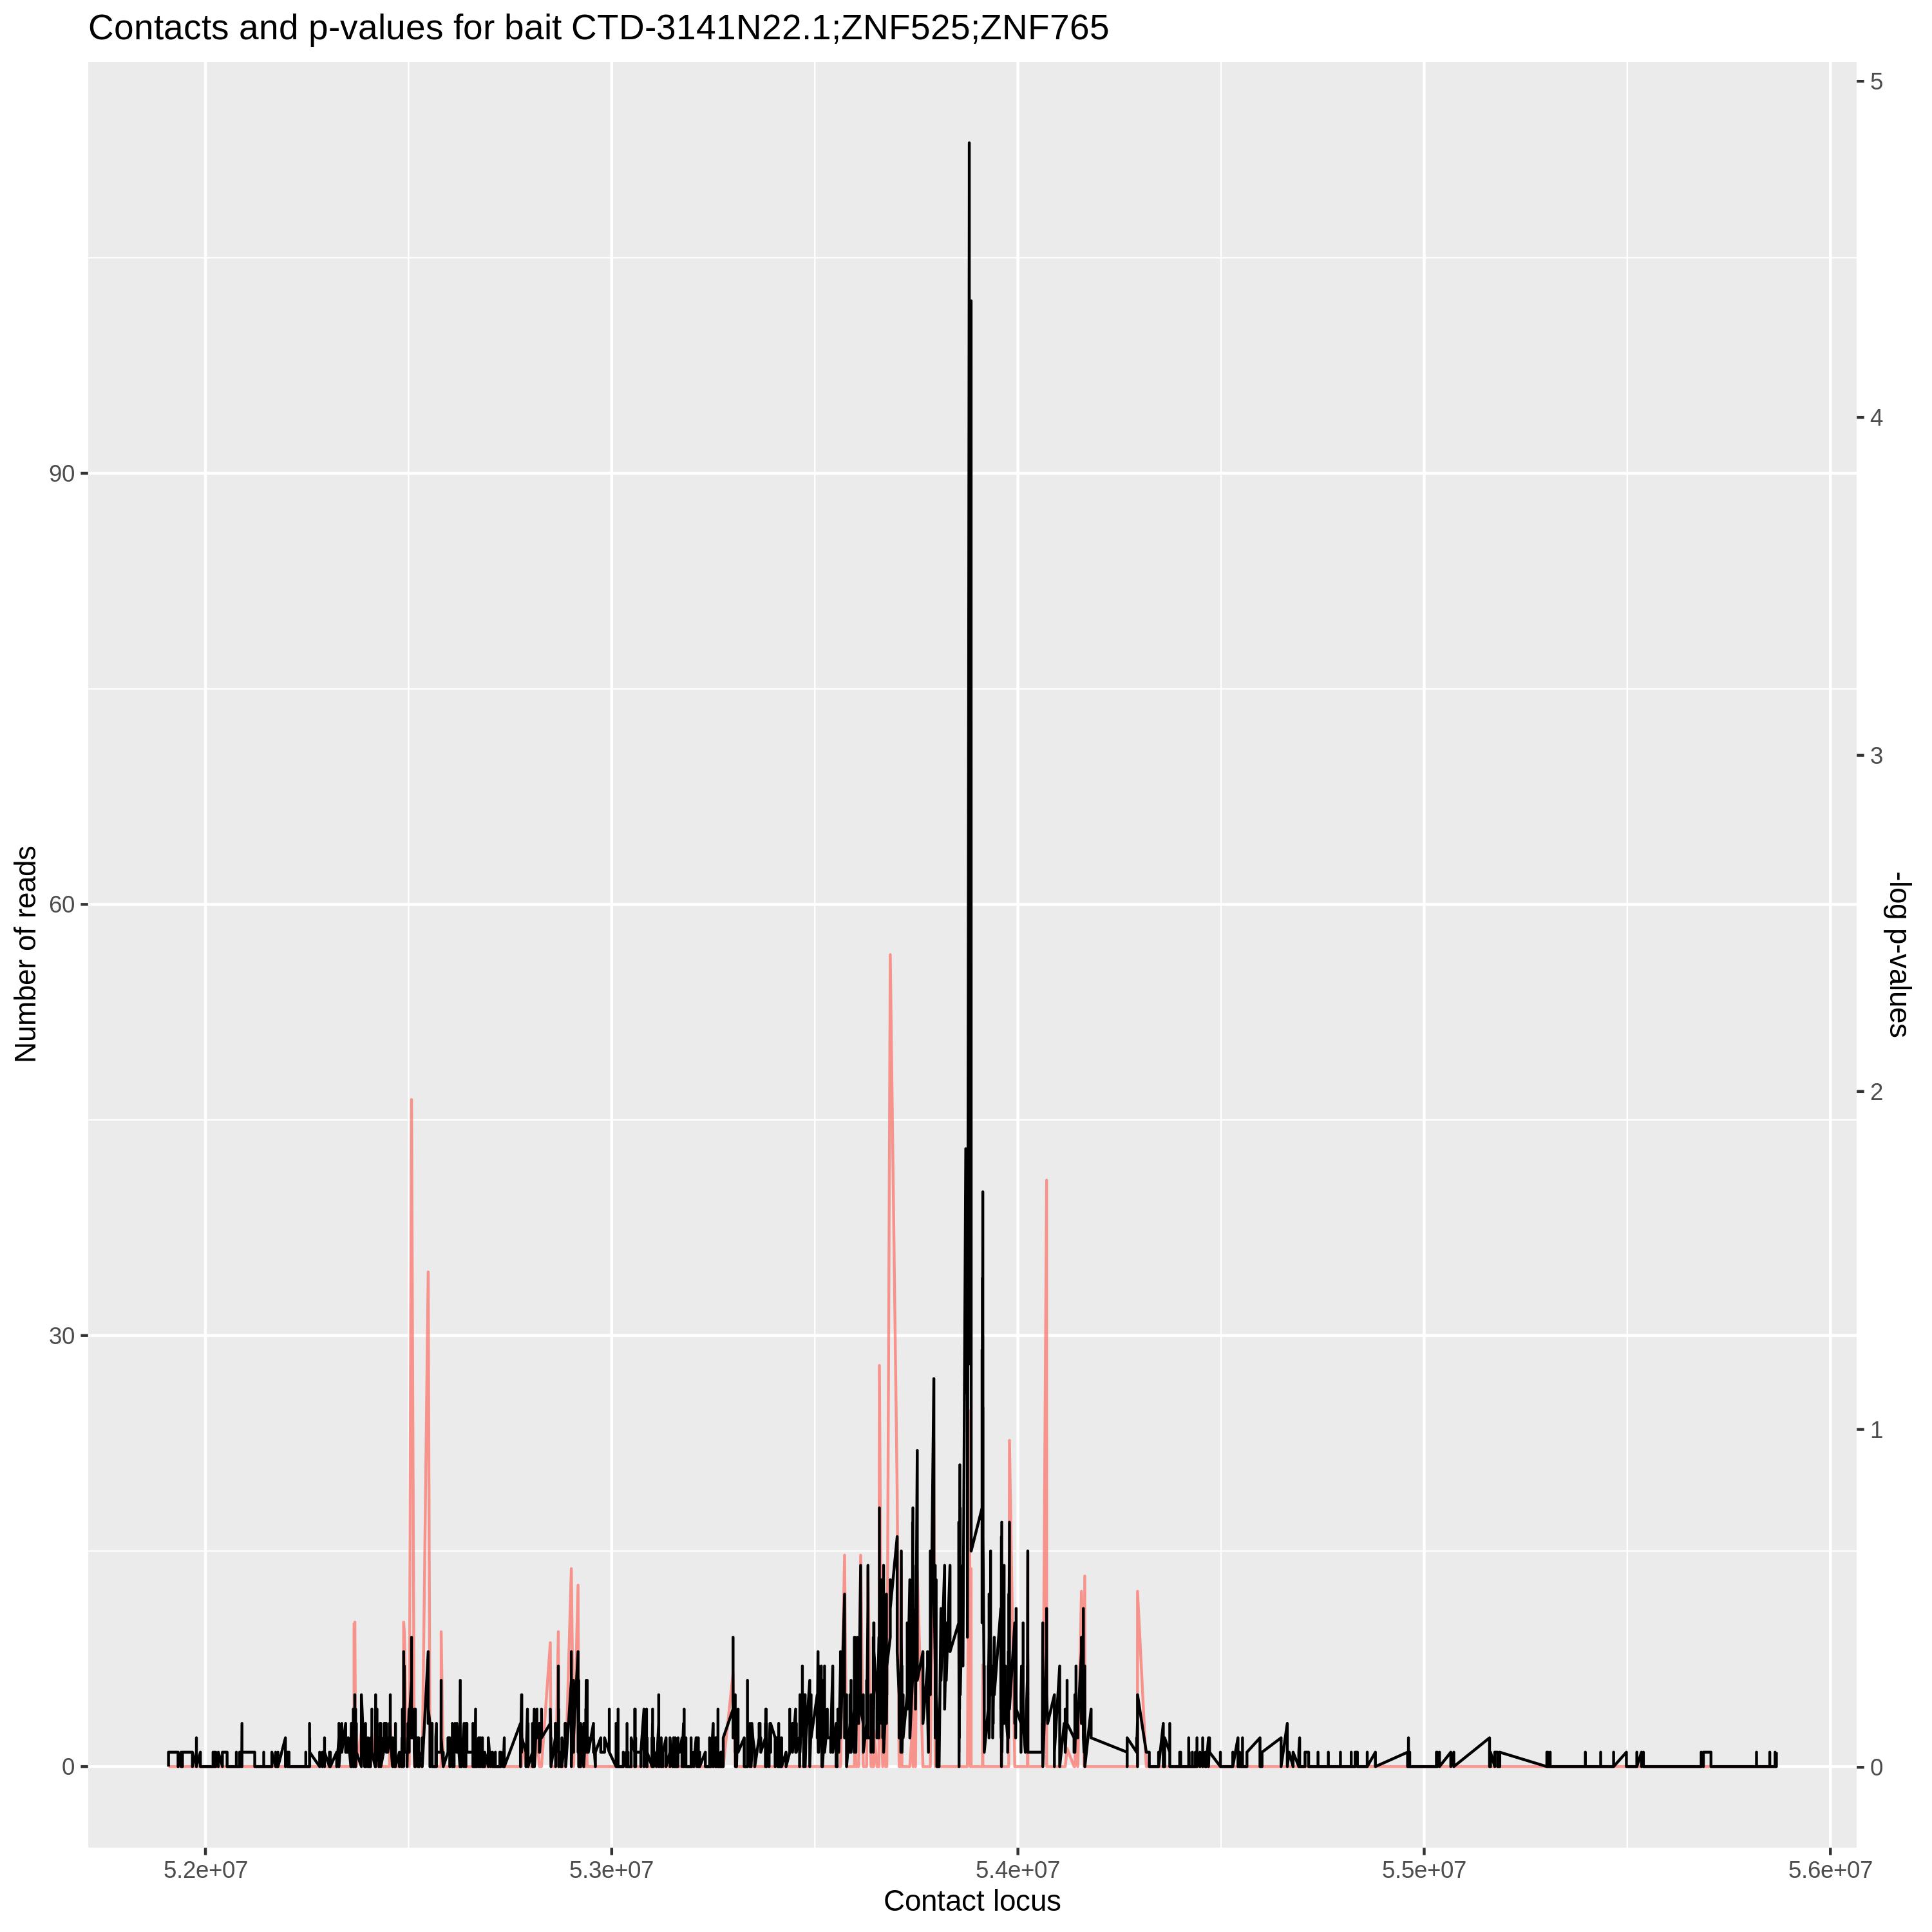 Contacts and p-values for bait CTD-3141N22.1;ZNF525;ZNF765
5
4
90
3
60
Number of reads
-log p-values
2
30
1
0
0
5.2e+07
5.3e+07
5.4e+07
5.5e+07
5.6e+07
Contact locus